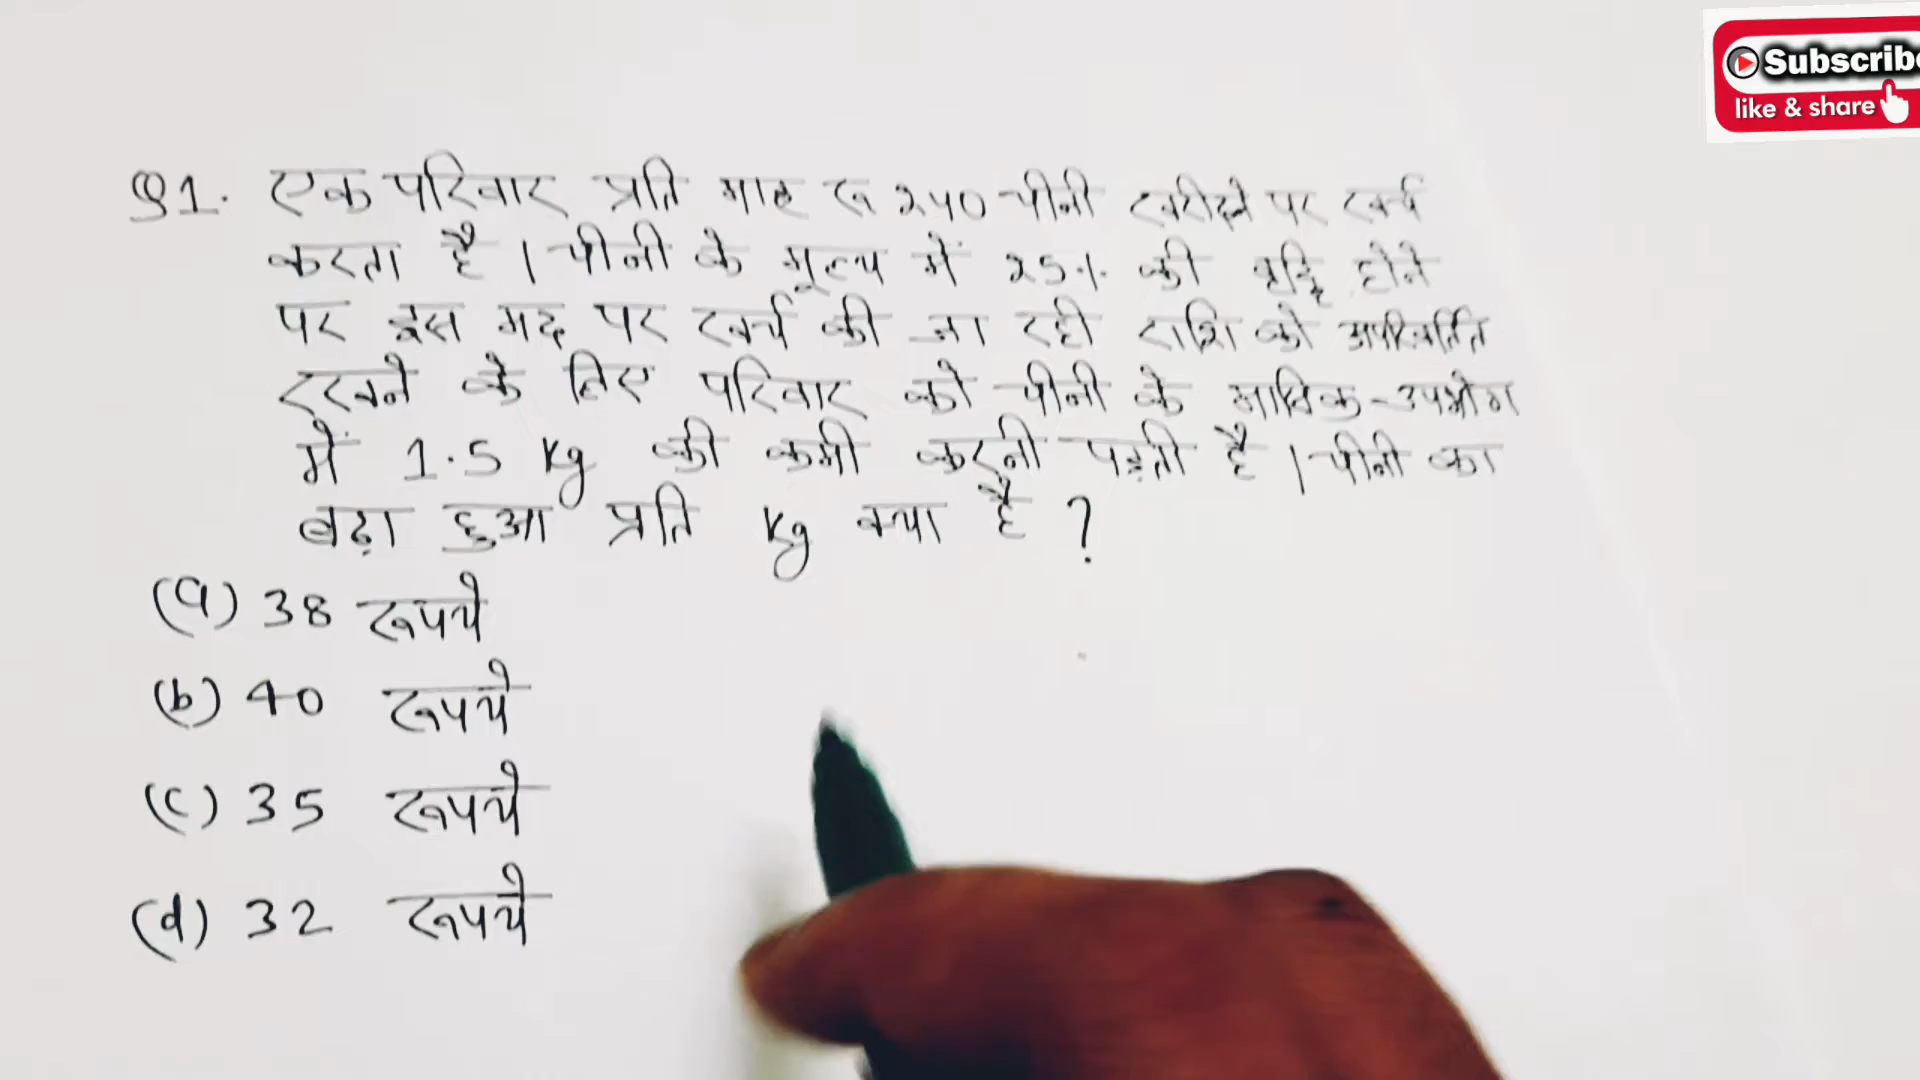 Subscribe
like & share
Q1. एक परिवार प्रति माह रु 240 चीनी खरीदने पर खर्च
करता है । चीनी के मूल्य में 25% की वृद्धि होने
पर इस मद पर खर्च की जा रही राशि को अपरिवर्तित
रखने के लिए परिवार को चीनी के मासिक उपभोग
में 1.5 Kg की कमी करनी पड़ती है । चीनी का
बढ़ा हुआ प्रति Kg क्या है ?
(a) 38 रूपये
(b) 40 रूपये
(c) 35 रूपये
(d) 32 रूपये